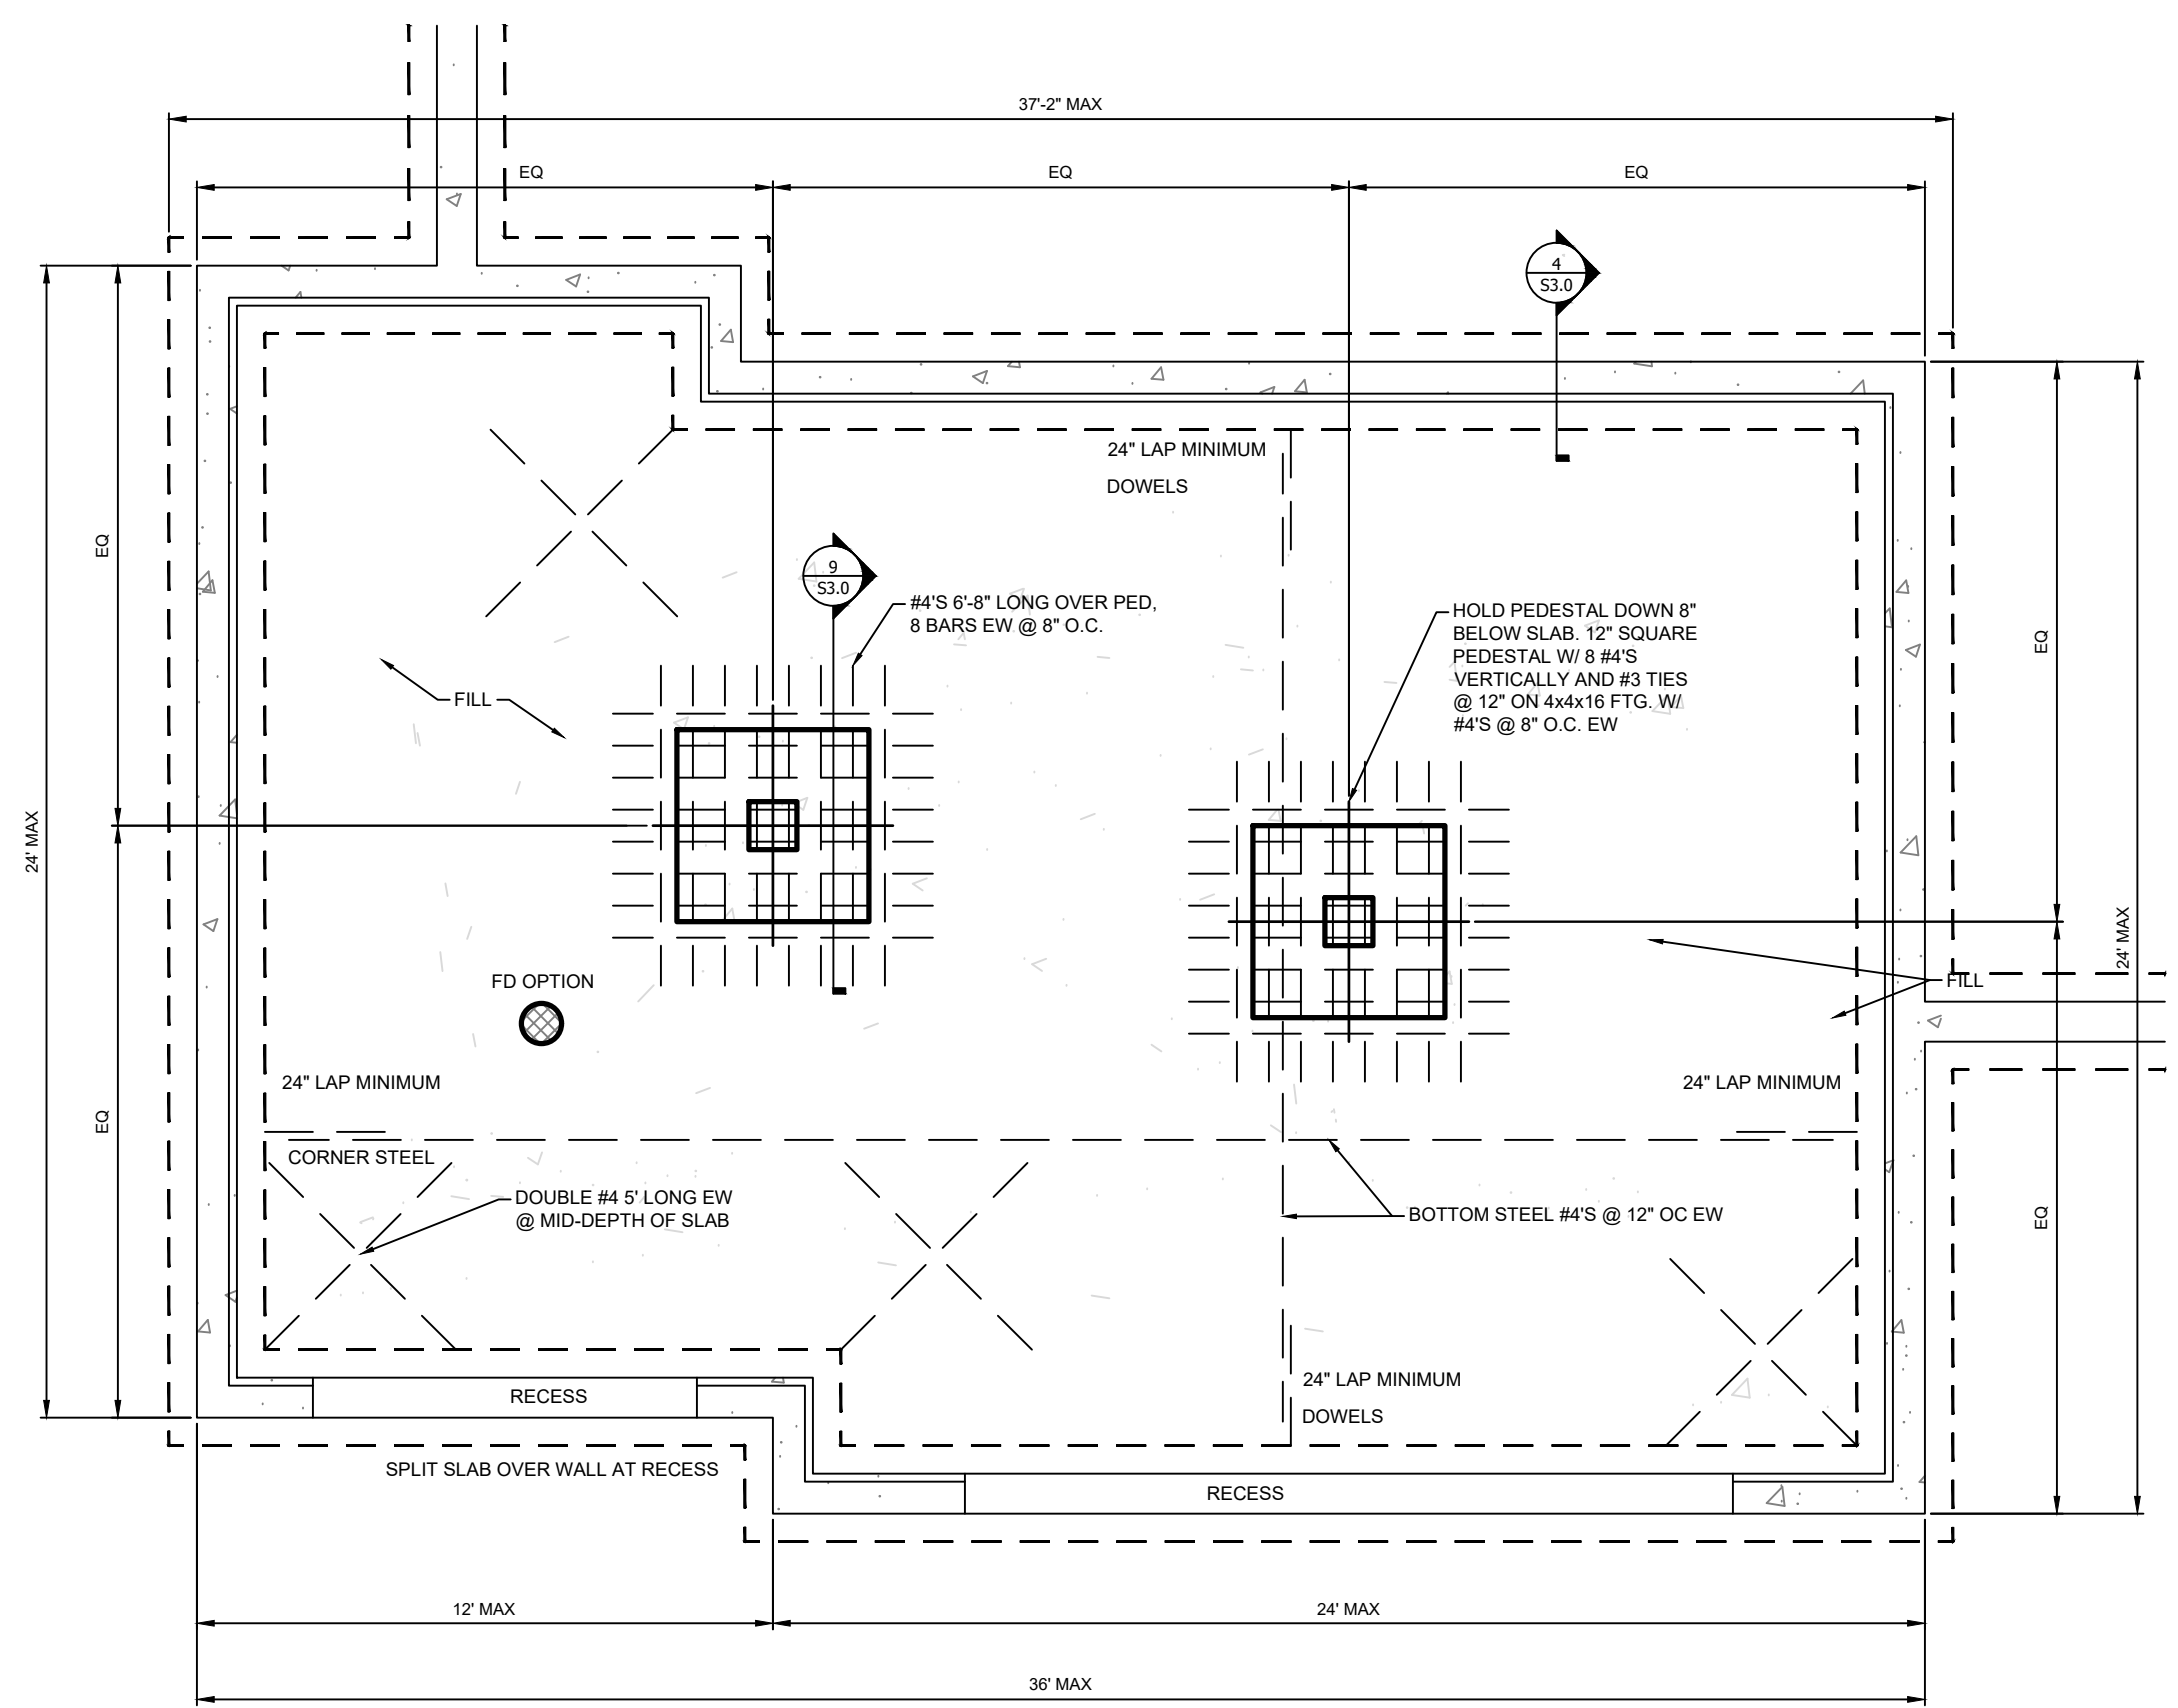 37'-2" MAX
EQ
EQ
EQ
4
S3.0
24" LAP MINIMUM
DOWELS
EQ
9
S3.0
#4'S 6'-8" LONG OVER PED,
8 BARS EW @ 8" O.C.
HOLD PEDESTAL DOWN 8"
BELOW SLAB. 12" SQUARE
PEDESTAL W/ 8 #4'S
VERTICALLY AND #3 TIES
@ 12" ON 4x4x16 FTG. W/
#4'S @ 8" O.C. EW
EQ
FILL
24' MAX
24' MAX
FD OPTION
FILL
24" LAP MINIMUM
24" LAP MINIMUM
EQ
CORNER STEEL
DOUBLE #4 5' LONG EW
@ MID-DEPTH OF SLAB
BOTTOM STEEL #4'S @ 12" OC EW
EQ
24" LAP MINIMUM
DOWELS
RECESS
SPLIT SLAB OVER WALL AT RECESS
RECESS
12' MAX
24' MAX
36' MAX